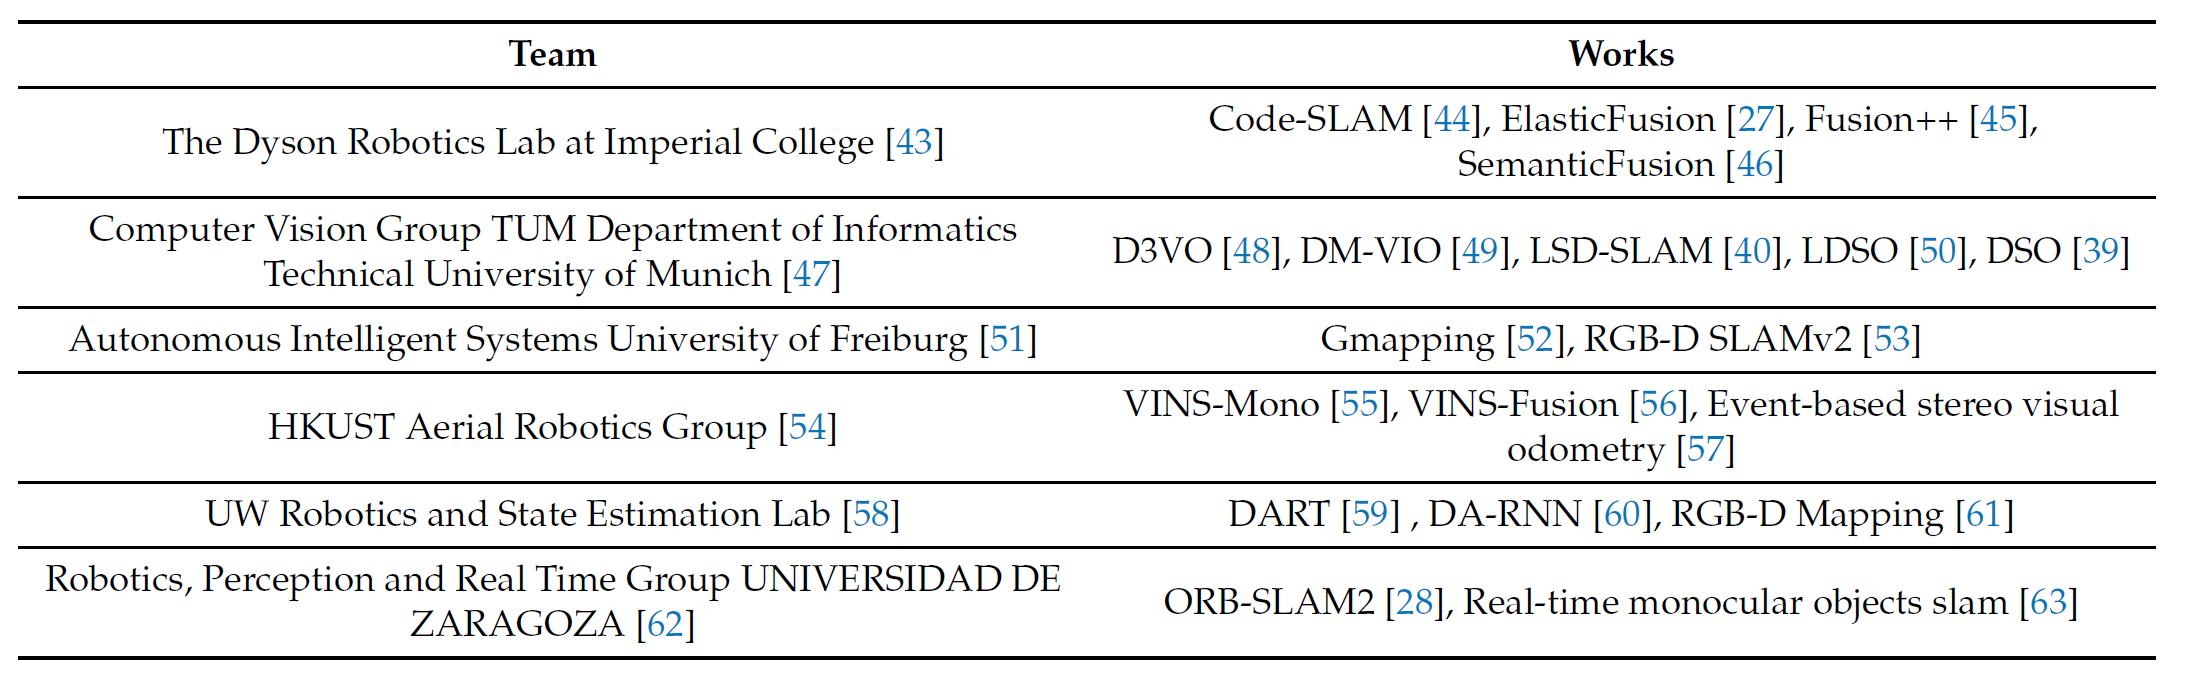 Team Works
The Dyson Robotics Lab at Imperial College [43]
Code-SLAM [44], ElasticFusion [27], Fusion++ [45],
SemanticFusion [46]
Computer Vision Group TUM Department of Informatics
Technical University of Munich [47]
D3VO [48], DM-VIO [49], LSD-SLAM [40], LDSO [50], DSO [39]
Autonomous Intelligent Systems University of Freiburg [51]
Gmapping [52], RGB-D SLAMv2 [53]
HKUST Aerial Robotics Group [54]
VINS-Mono [55], VINS-Fusion [56], Event-based stereo visual
odometry [57]
UW Robotics and State Estimation Lab [58]
DART [59] , DA-RNN [60], RGB-D Mapping [61]
Robotics, Perception and Real Time Group UNIVERSIDAD DE
ZARAGOZA [62]
ORB-SLAM2 [28], Real-time monocular objects slam [63]